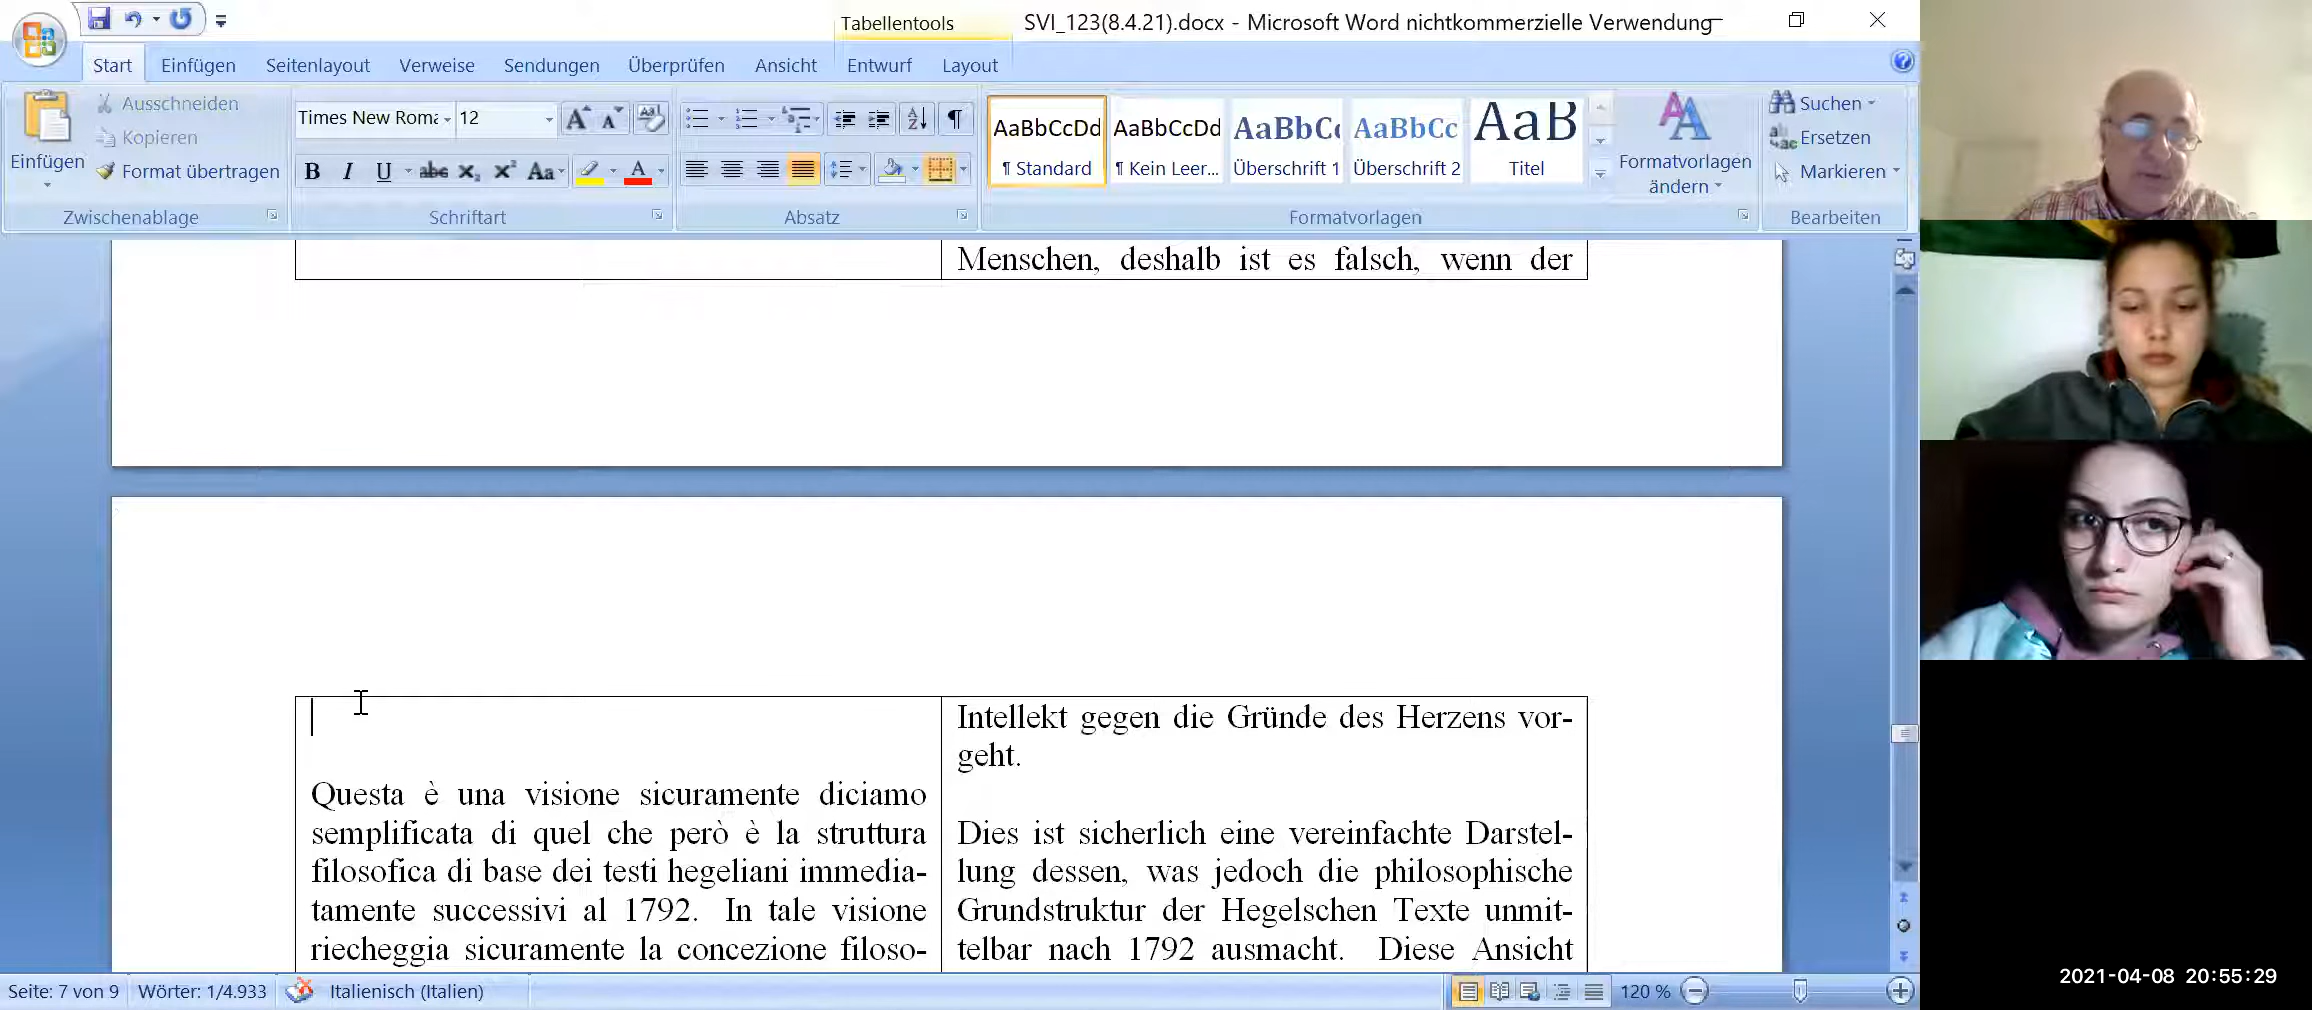 Tabellentools
SVI_123(8.4.21).docx - Microsoft Word nichtkommerzielle Verwendung
Start Einfügen Seitenlayout Verweise Sendungen Überprüfen Ansicht Entwurf Layout
Einfügen
Ausschneiden
Kopieren
Format übertragen
Zwischenablage
Times New Roma 12
Schriftart
Absatz
AaBbCcDd AaBbCcDd AaBbCc AaBbCc AaB
¶ Standard ¶ Kein Leer... Überschrift 1 Überschrift 2 Titel
Formatvorlagen
ändern
Formatvorlagen
Suchen
Ersetzen
Markieren
Bearbeiten
Menschen, deshalb ist es falsch, wenn der
Questa è una visione sicuramente diciamo
semplificata di quel che però è la struttura
filosofica di base dei testi hegeliani immedia-
tamente successivi al 1792. In tale visione
riecheggia sicuramente la concezione filoso-
Intellekt gegen die Gründe des Herzens vor-
geht.
Dies ist sicherlich eine vereinfachte Darstel-
lung dessen, was jedoch die philosophische
Grundstruktur der Hegelschen Texte unmit-
telbar nach 1792 ausmacht. Diese Ansicht
Seite: 7 von 9 Wörter: 1/4.933 Italienisch (Italien) 120 %
2021-04-08 20:55:29